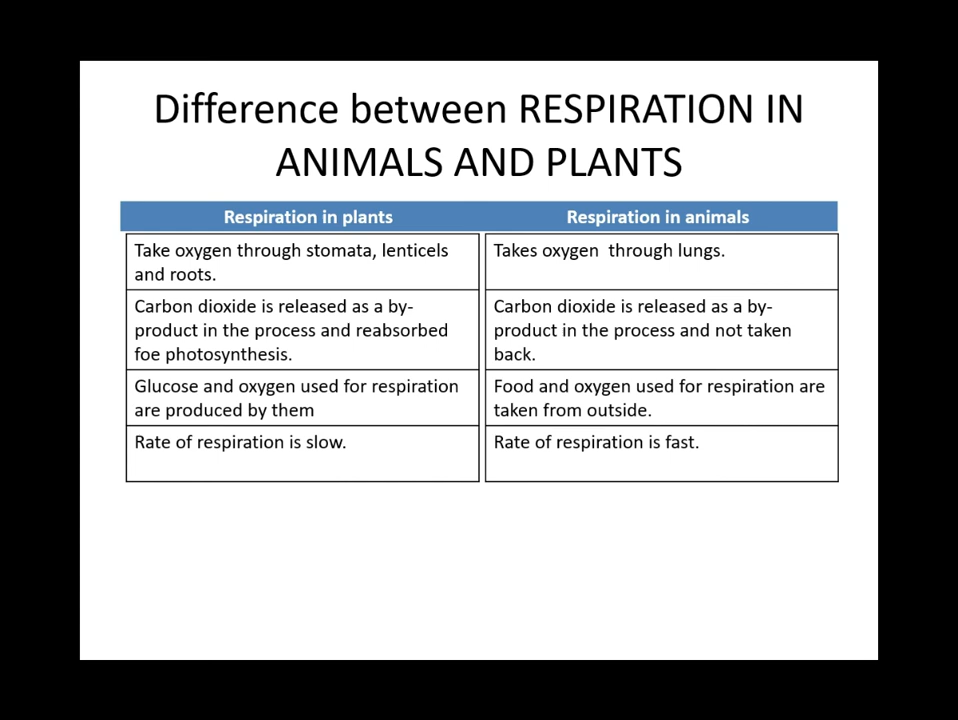 Difference between RESPIRATION IN
ANIMALS AND PLANTS
Respiration in plants
Respiration in animals
Take oxygen through stomata, lenticels
and roots.
Takes oxygen  through lungs.
Carbon dioxide is released as a by-
product in the process and reabsorbed
foe photosynthesis.
Carbon dioxide is released as a by-
product in the process and not taken
back.
Glucose and oxygen used for respiration
are produced by them
Food and oxygen used for respiration are
taken from outside.
Rate of respiration is slow.
Rate of respiration is fast.